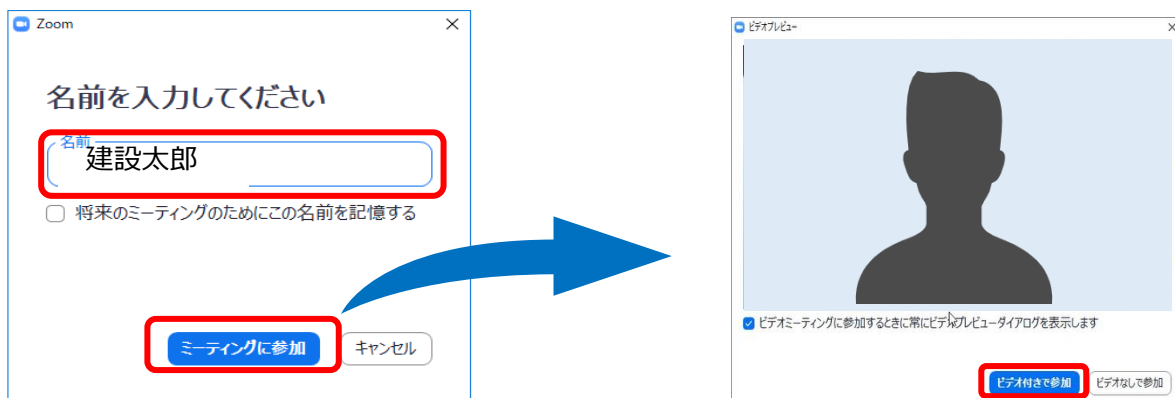 Zoom
名前を入力してください
名前
建設太郎
将来のミーティングのためにこの名前を記憶する
ミーティングに参加
キャンセル
ビデオプレビュー
ビデオミーティングに参加するときに常にビデオプレビューダイアログを表示します
ビデオ付きで参加
ビデオなしで参加